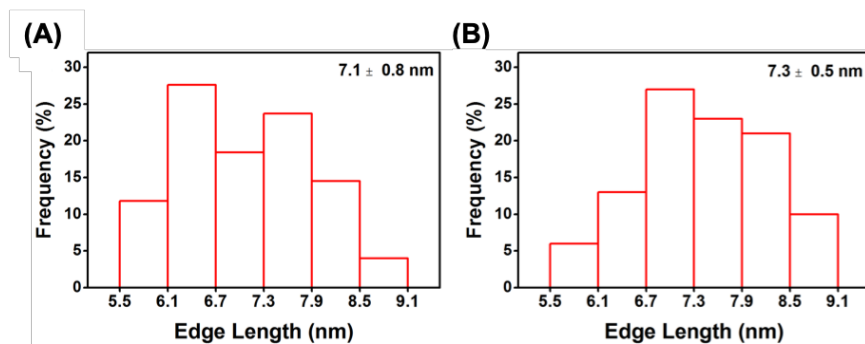 (A)
7.1 ± 0.8 nm
Frequency (%)
30
25
20
15
10
5
0
5.5 6.1 6.7 7.3 7.9 8.5 9.1
Edge Length (nm)
(B)
7.3 ± 0.5 nm
Frequency (%)
30
25
20
15
10
5
0
5.5 6.1 6.7 7.3 7.9 8.5 9.1
Edge Length (nm)